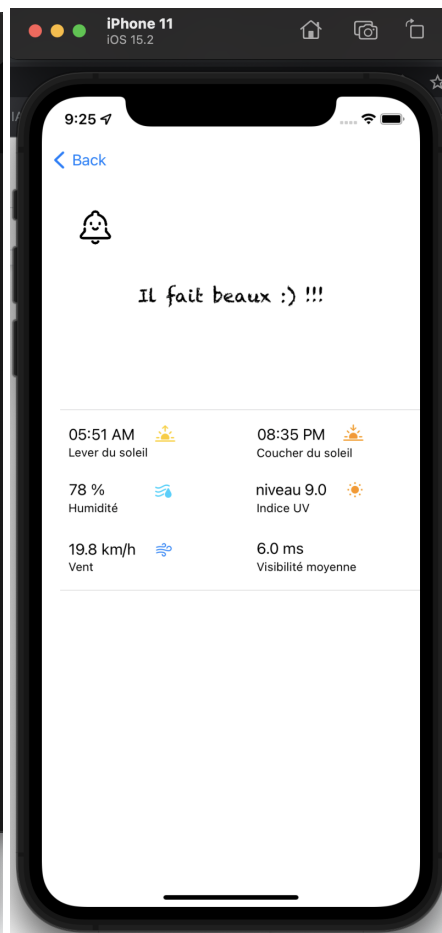 iPhone 11
iOS 15.2
9:25
Back
Il fait beaux :) !!!
05:51 AM
Lever du soleil
08:35 PM
Coucher du soleil
78 %
Humidité
niveau 9.0
Indice UV
19.8 km/h
Vent
6.0 ms
Visibilité moyenne